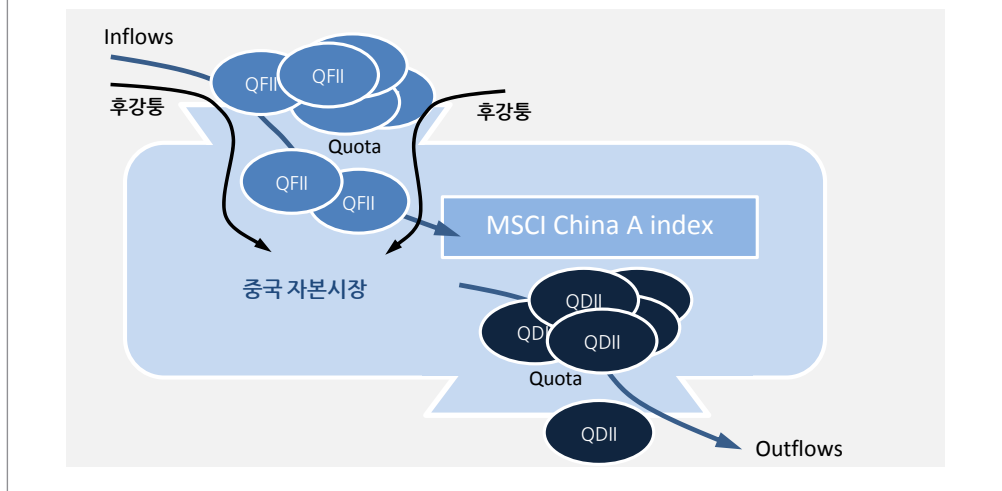 Inflows
후강퉁
QFII
QFII
Quota
후강퉁
QFII
QFII
MSCI China A index
중국 자본시장
QDII
QDII
QDII
Quota
QDII
Outflows